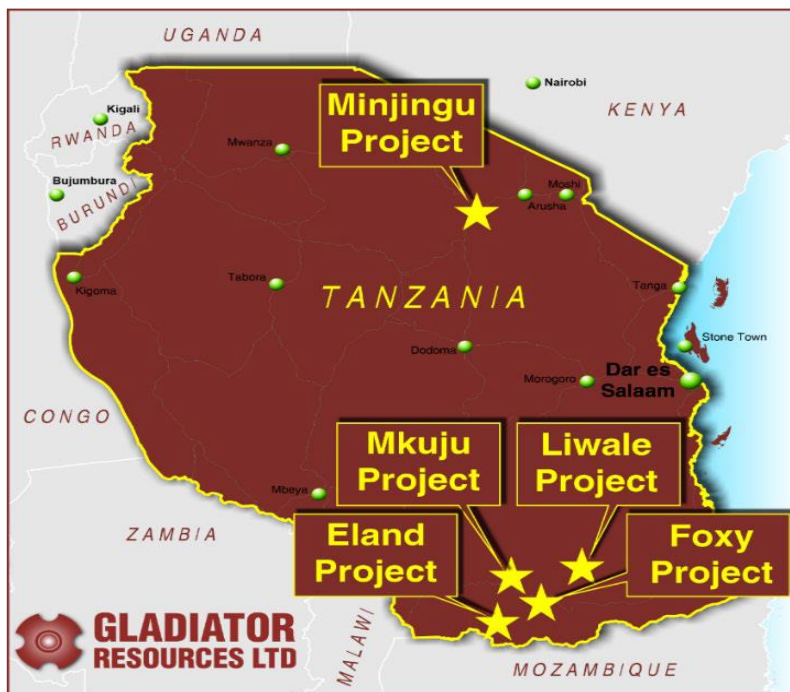 UGANDA
Nairobi
Minjingu
Project
KENYA
Kigali
RWANDA
Mwanza
Bujumbura
BURUNDI
Moshi
Arusha
Kigoma
Tabora
TANZANIA
Tanga
Stone Town
Dodoma
Dar es
Salaam
Morogoro
CONGO
Mkuju
Project
Liwale
Project
Mbeya
ZAMBIA
Eland
Project
Foxy
Project
MALAWI
GLADIATOR
RESOURCES LTD
MOZAMBIQUE